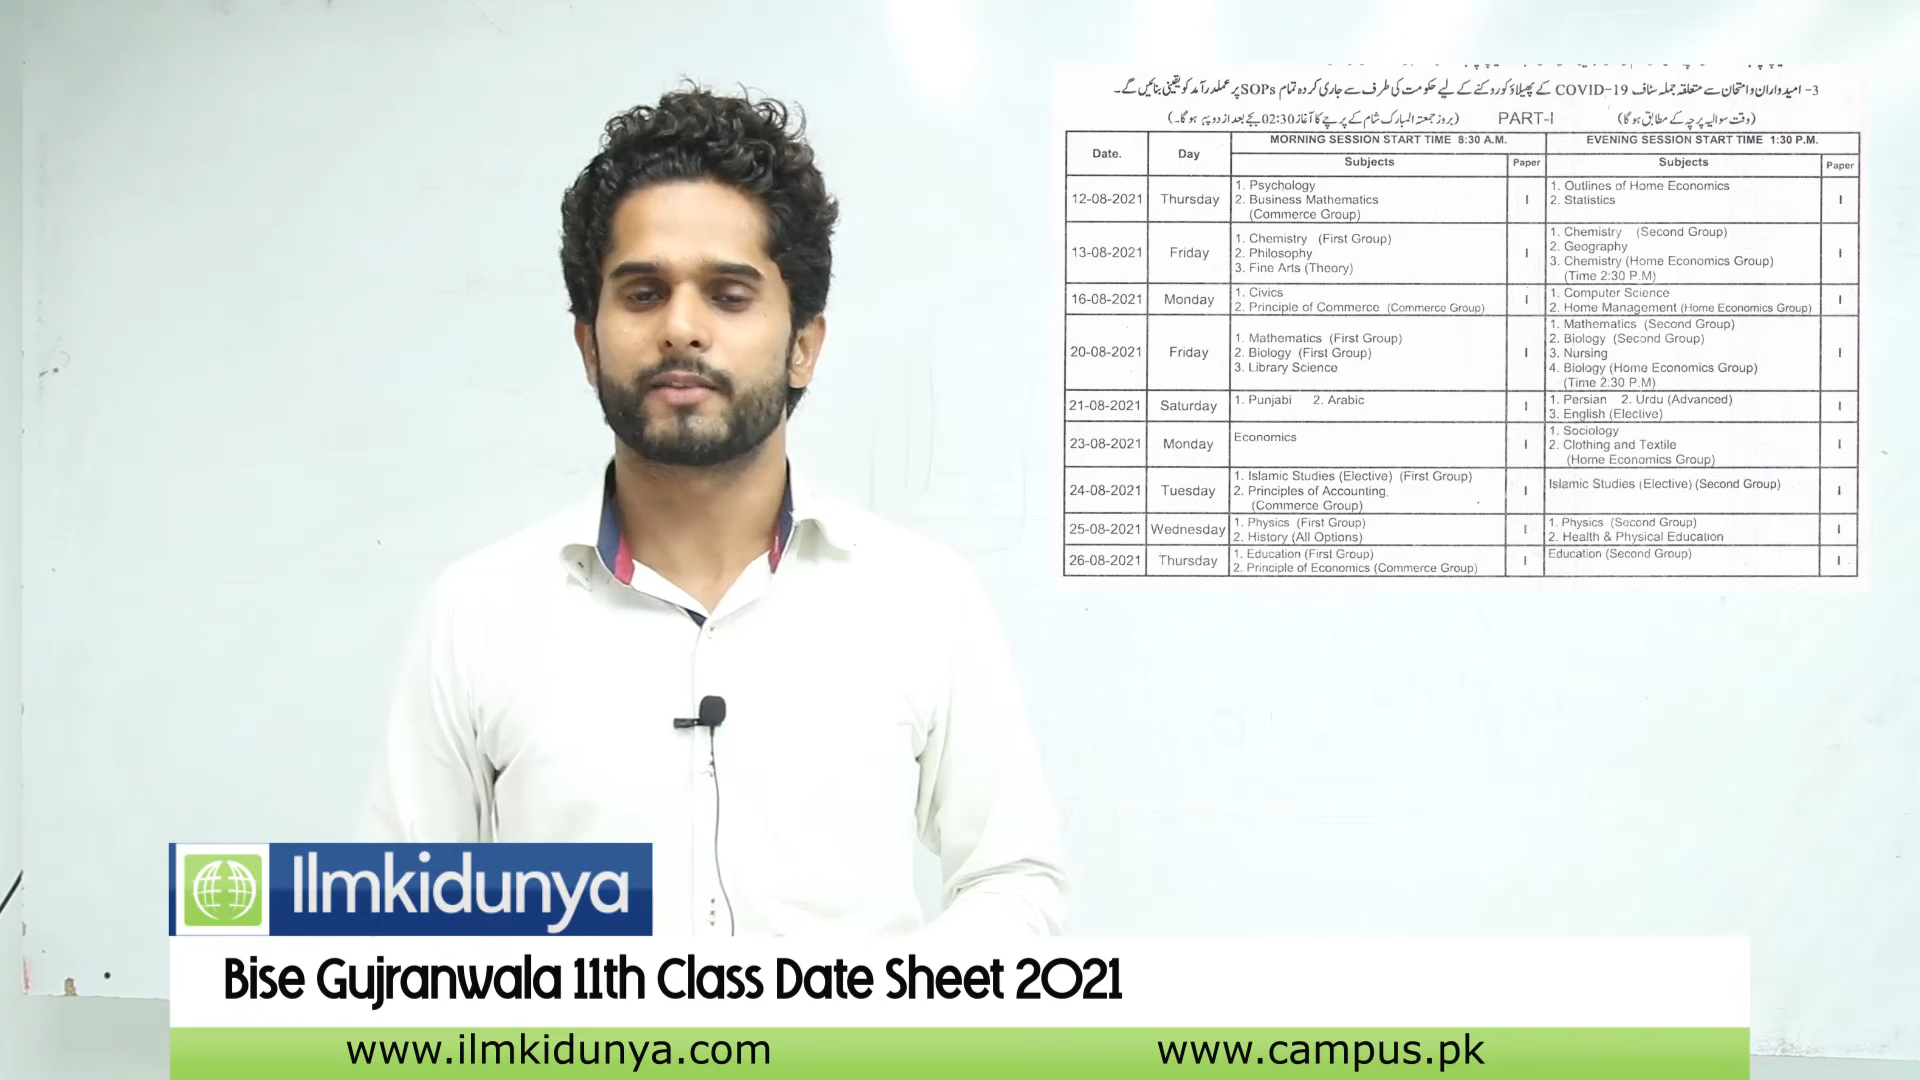 3- امیدواران و امتحان سے متعلقہ جملہ سٹاف COVID-19 کے پھیلاؤ کو روکنے کے لیے حکومت کی طرف سے جاری کردہ تمام SOPs پر عملدرآمد کو یقینی بنائیں گے۔
(وقت سوالیہ پرچہ کے مطابق ہو گا) PART-I (بروز جمعتہ المبارک شام کے پرچے کا آغاز 02:30 بجے بعد از دوپہر ہو گا۔)
Date. Day MORNING SESSION START TIME 8:30 A.M. EVENING SESSION START TIME 1:30 P.M.
Subjects Paper Subjects Paper
12-08-2021 Thursday 1. Psychology I 1. Outlines of Home Economics I
2. Business Mathematics 2. Statistics
(Commerce Group)
13-08-2021 Friday 1. Chemistry (First Group) I 1. Chemistry (Second Group) I
2. Philosophy 2. Geography
3. Fine Arts (Theory) 3. Chemistry (Home Economics Group)
(Time 2:30 P.M)
16-08-2021 Monday 1. Civics I 1. Computer Science I
2. Principle of Commerce (Commerce Group) 2. Home Management (Home Economics Group)
20-08-2021 Friday 1. Mathematics (First Group) I 1. Mathematics (Second Group) I
2. Biology (First Group) 2. Biology (Second Group)
3. Library Science 3. Nursing
4. Biology (Home Economics Group)
(Time 2:30 P.M)
21-08-2021 Saturday 1. Punjabi 2. Arabic I 1. Persian 2. Urdu (Advanced) I
3. English (Elective)
23-08-2021 Monday Economics I 1. Sociology I
2. Clothing and Textile
(Home Economics Group)
24-08-2021 Tuesday 1. Islamic Studies (Elective) (First Group) I Islamic Studies (Elective) (Second Group) I
2. Principles of Accounting.
(Commerce Group)
25-08-2021 Wednesday 1. Physics (First Group) I 1. Physics (Second Group) I
2. History (All Options) 2. Health & Physical Education
26-08-2021 Thursday 1. Education (First Group) I Education (Second Group) I
2. Principle of Economics (Commerce Group)
Ilmkidunya
Bise Gujranwala 11th Class Date Sheet 2021
www.ilmkidunya.com www.campus.pk